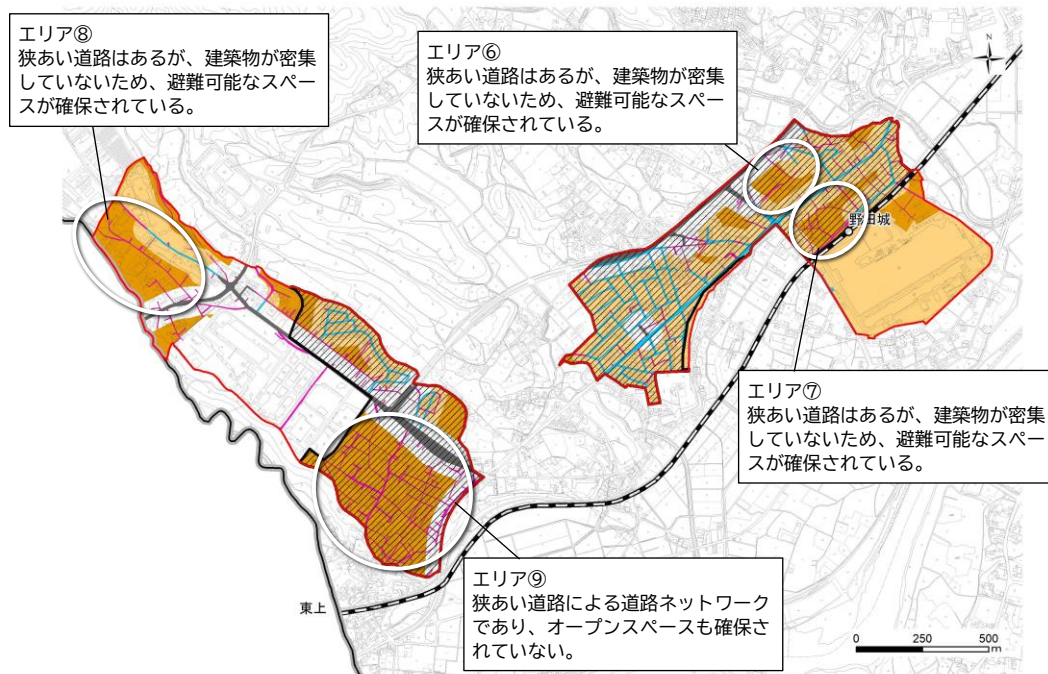 エリア⑧
狭あい道路はあるが、建築物が密集
していないため、避難可能なスペー
スが確保されている。
エリア⑥
狭あい道路はあるが、建築物が密集
していないため、避難可能なスペー
スが確保されている。
N
野田城
エリア⑦
狭あい道路はあるが、建築物が密集
していないため、避難可能なスペー
スが確保されている。
エリア⑨
狭あい道路による道路ネットワーク
であり、オープンスペースも確保さ
れていない。
東上
0 250 500
m